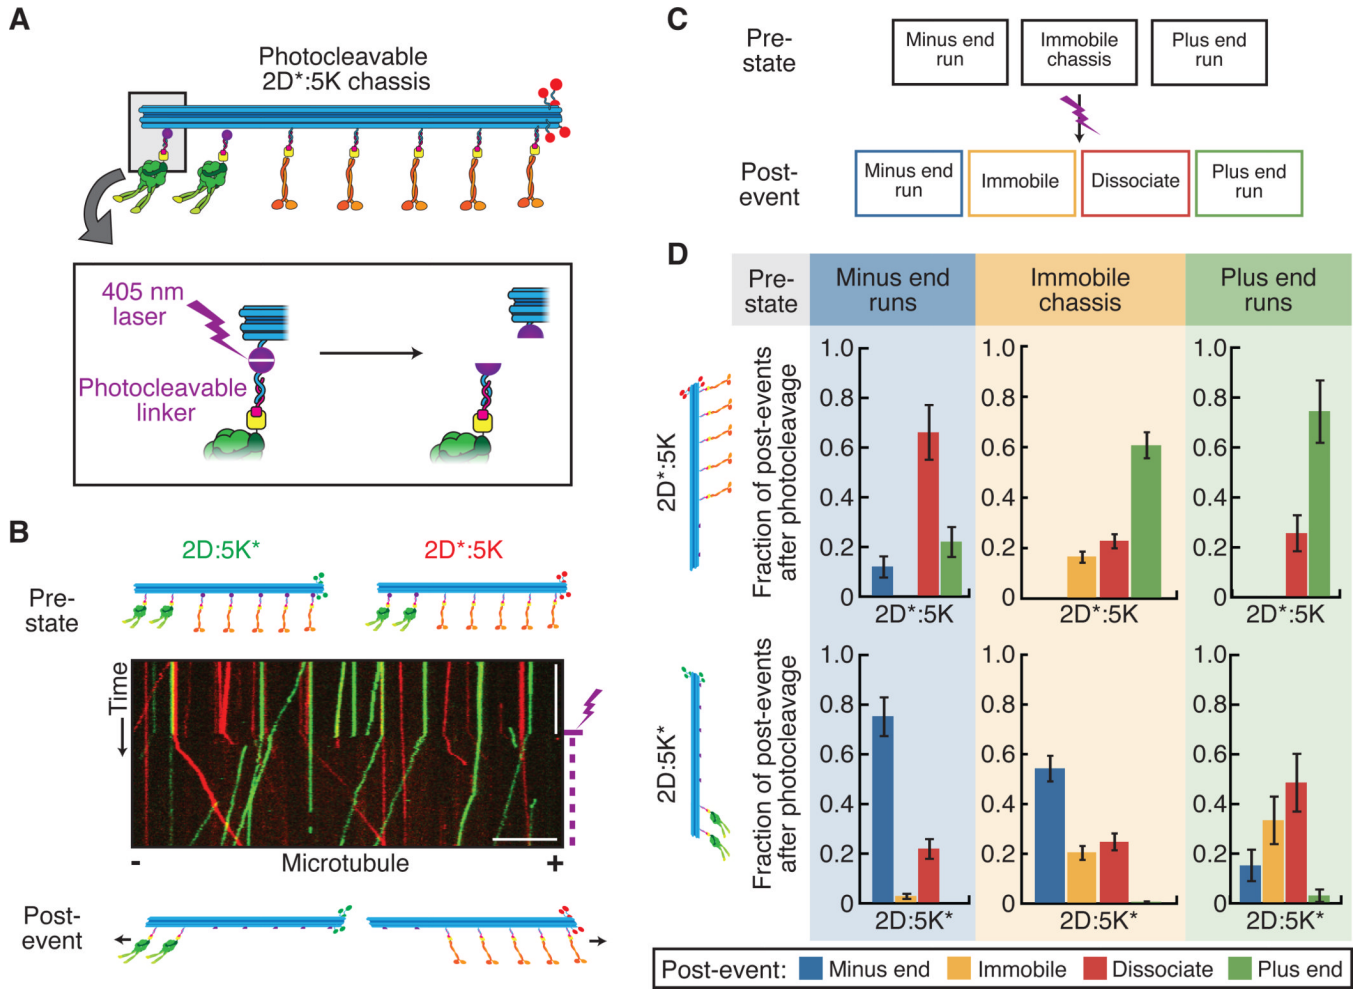 A
Photocleavable
2D*:5K chassis
405 nm
laser
Photocleavable
linker
B
2D:5K*
2D*:5K
Pre-
state
Time
-
Microtubule
+
Post-
event
C
Pre-
state
Minus end
run
Immobile
chassis
Plus end
run
Post-
event
Minus end
run
Immobile
Dissociate
Plus end
run
D
Pre-
state
Minus end
runs
Immobile
chassis
Plus end
runs
2D*:5K
Fraction of post-events
after photocleavage
1.0
0.8
0.6
0.4
0.2
0
2D*:5K
1.0
0.8
0.6
0.4
0.2
0
2D*:5K
1.0
0.8
0.6
0.4
0.2
0
2D*:5K
2D:5K*
Fraction of post-events
after photocleavage
1.0
0.8
0.6
0.4
0.2
0
2D:5K*
1.0
0.8
0.6
0.4
0.2
0
2D:5K*
1.0
0.8
0.6
0.4
0.2
0
2D:5K*
Post-event:
Minus end
Immobile
Dissociate
Plus end